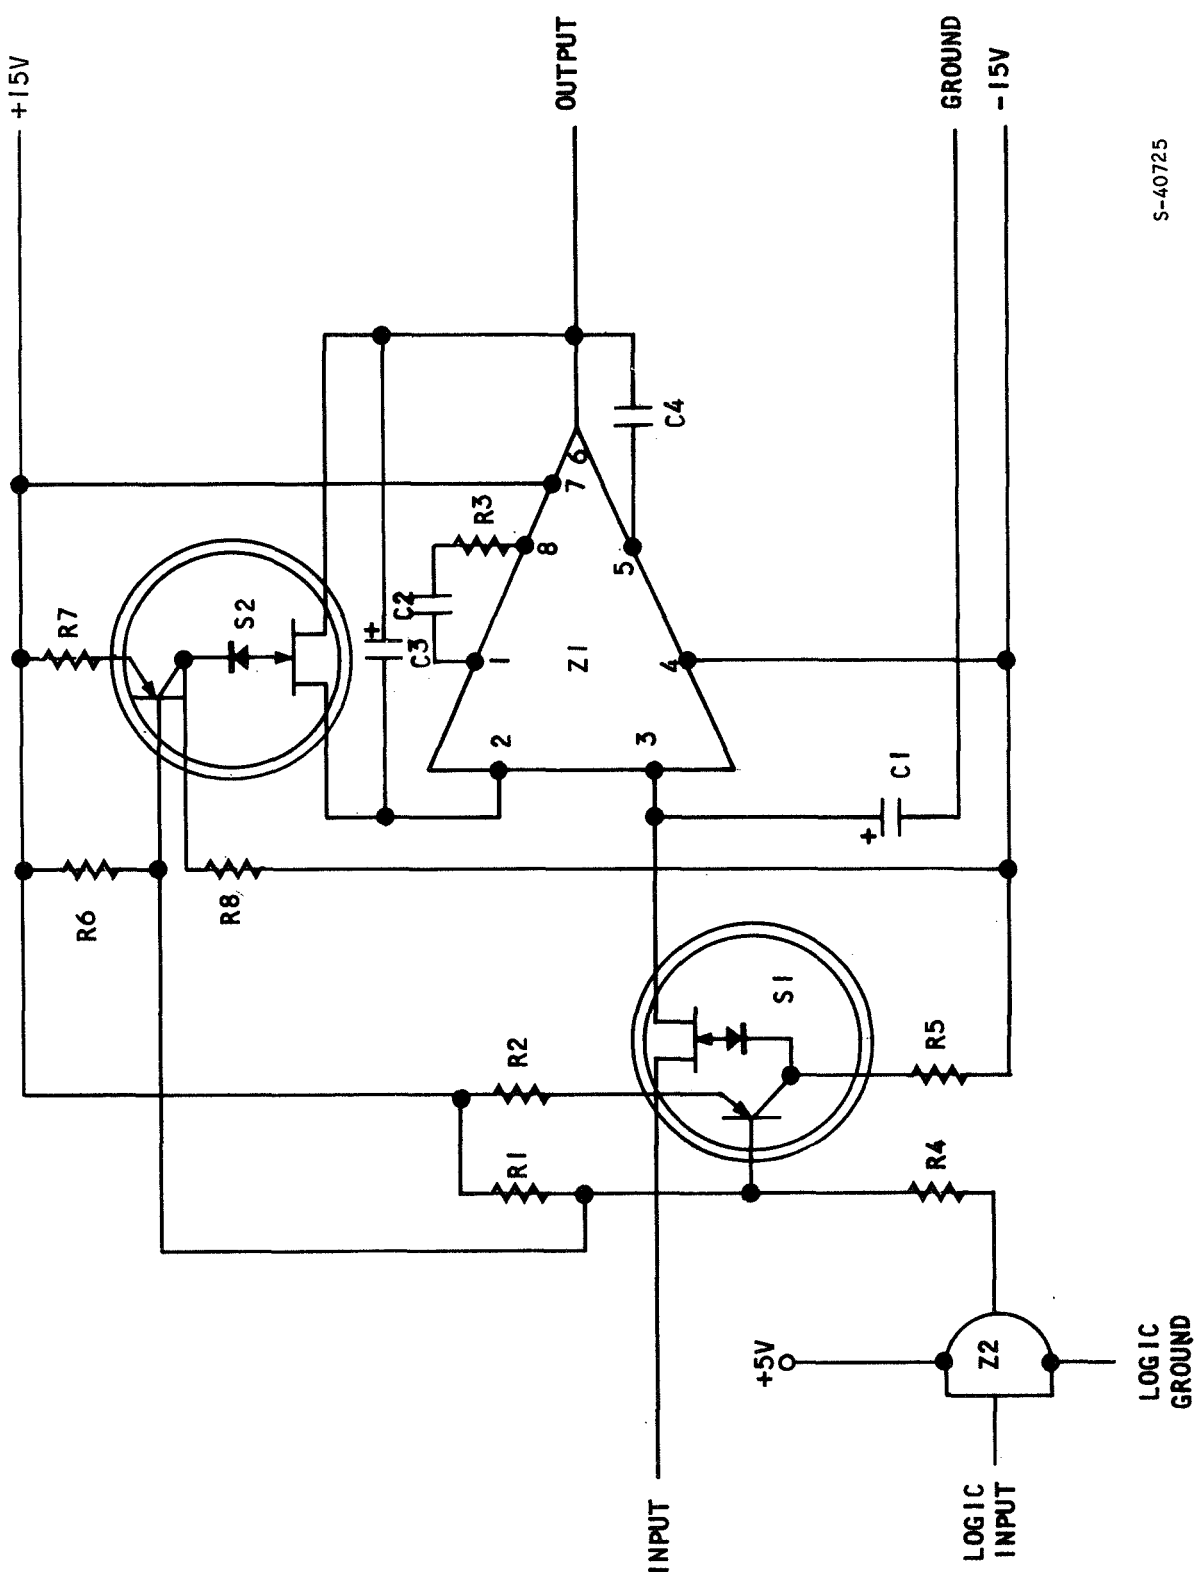 +15V
OUTPUT
GROUND
-15V
S-40725
R7
S2
C3
+
C2
R3
1
8
7
6
2
Z1
3
4
5
C4
R6
R8
C1
+
S1
R2
R1
R5
R4
+5V
Z2
INPUT
LOGIC
INPUT
LOGIC
GROUND